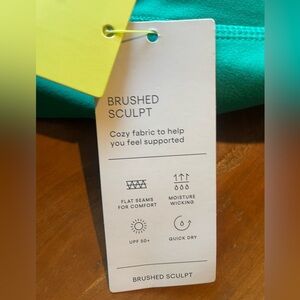 BRUSHED
SCULPT
Cozy fabric to help
you feel supported
FLAT SEAMS
FOR COMFORT
MOISTURE
WICKING
UPF 50+
QUICK DRY
BRUSHED SCULPT